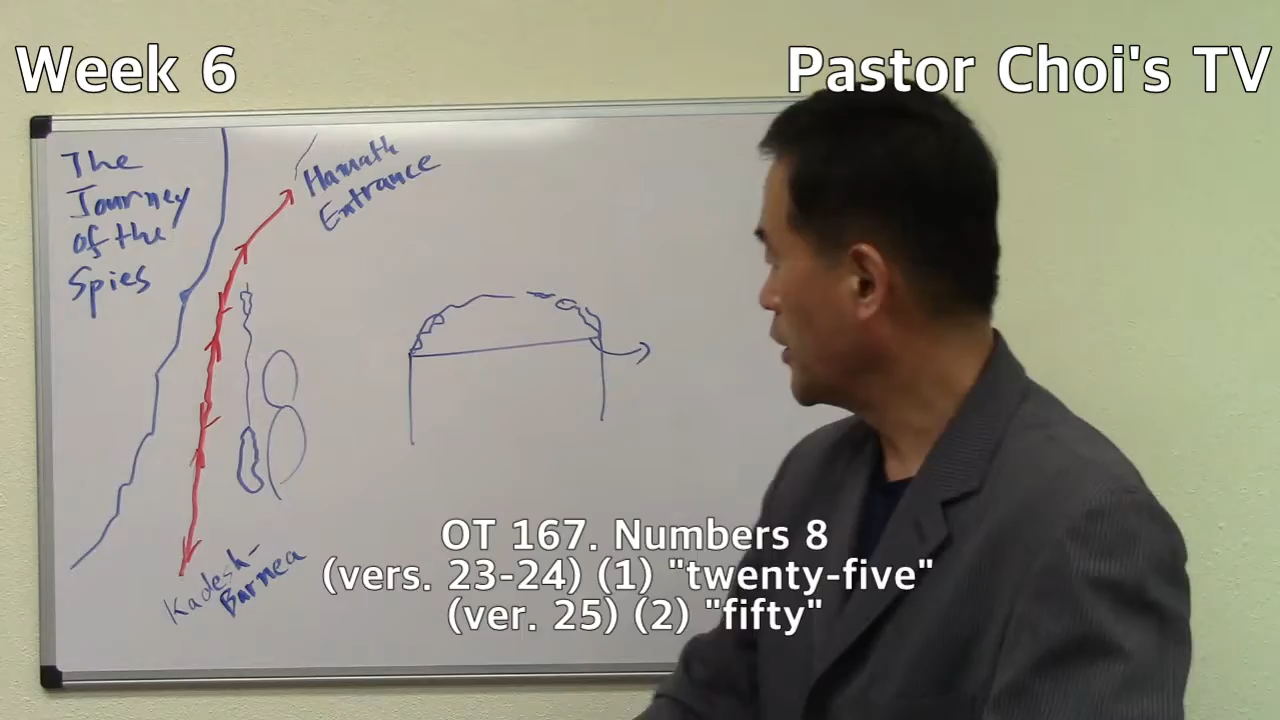 Week 6
Pastor Choi's TV
The
Journey
of the
Spies
Hamath
Entrance
Kadesh-
Barnea
OT 167. Numbers 8
(vers. 23-24) (1) "twenty-five"
(ver. 25) (2) "fifty"